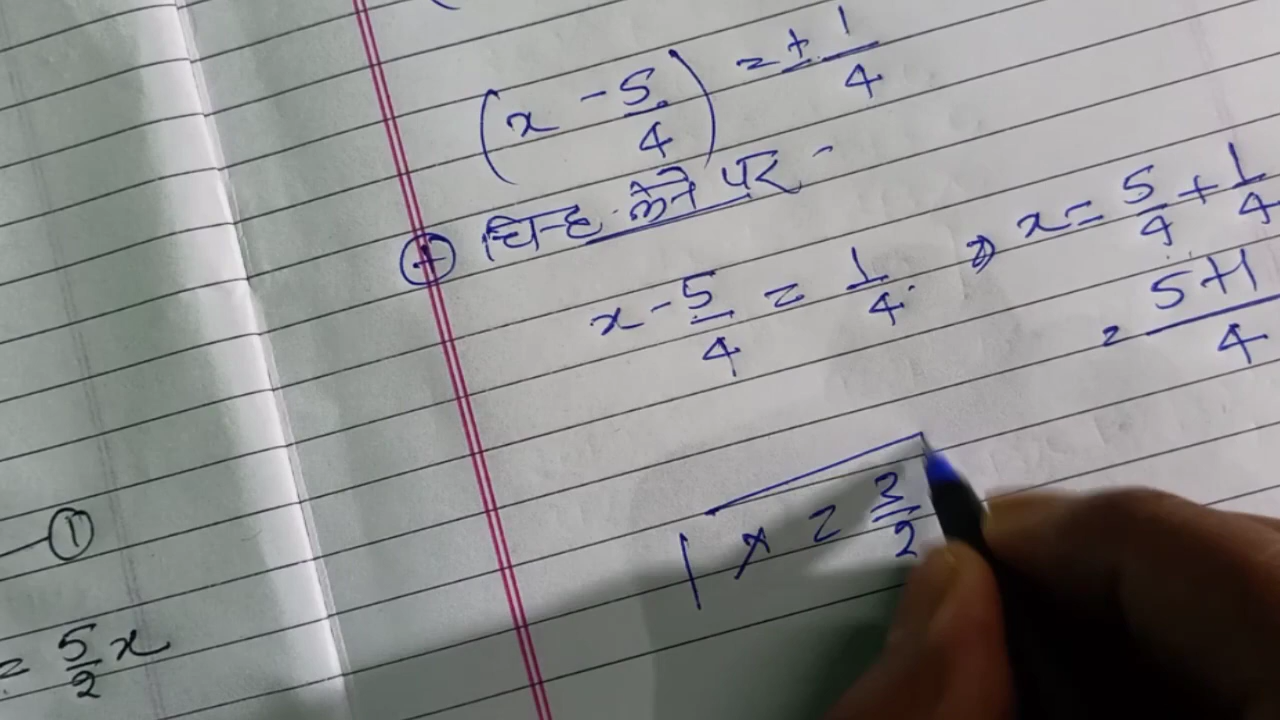 (x - 5/4) = ± 1/4
(+) चिन्ह लेने पर -
x - 5/4 = 1/4 ⇒ x = 5/4 + 1/4
= 5+1/4
x = 3/2
①
= 5/2 x